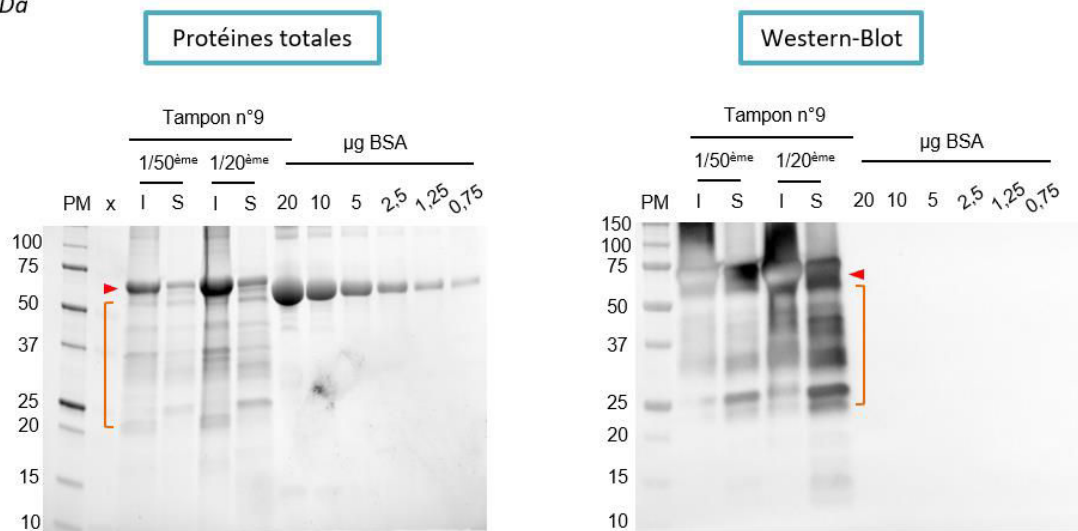 Da
Protéines totales
Western-Blot
Tampon n°9
µg BSA
1/50ème 1/20ème
PM x I S I S 20 10 5 2,5 1,25 0,75
100
75
50
37
25
20
15
10
Tampon n°9
µg BSA
1/50ème 1/20ème
PM I S I S 20 10 5 2,5 1,25 0,75
150
100
75
50
37
25
20
15
10